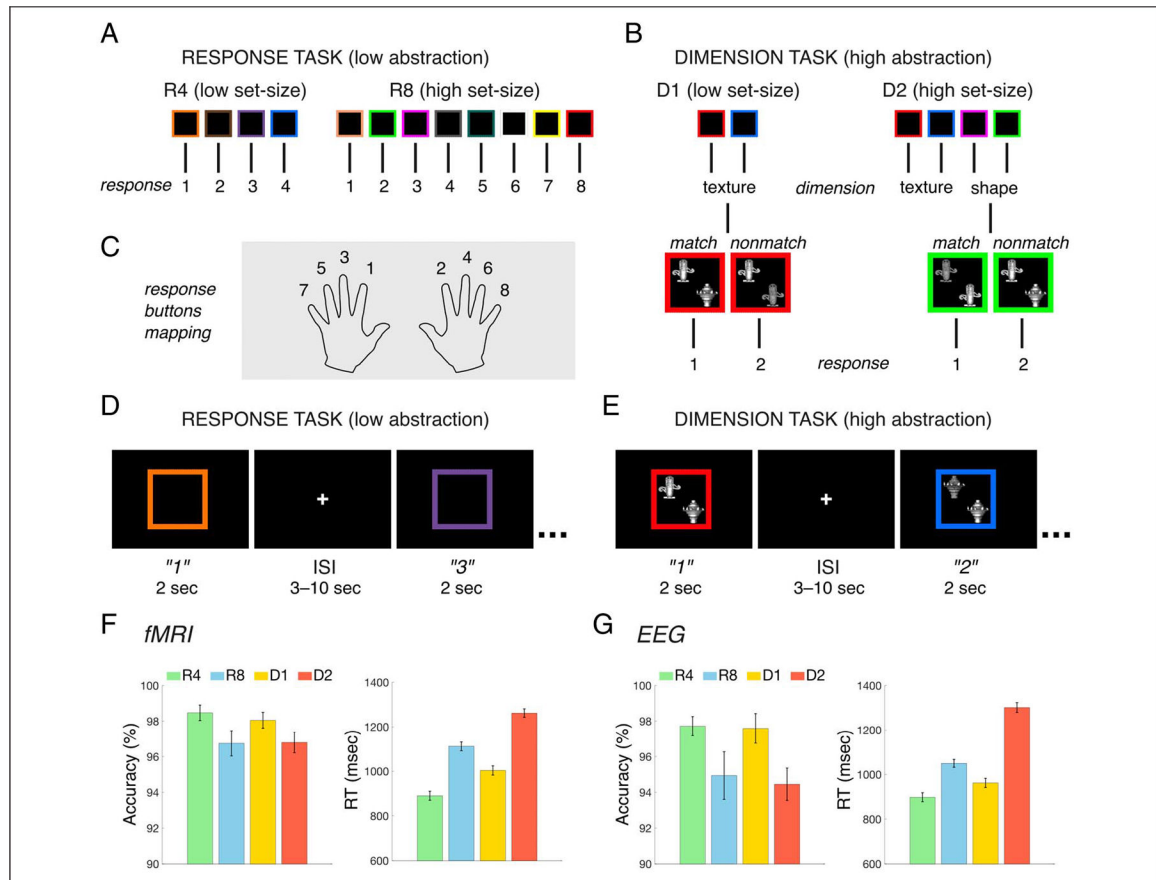 A
RESPONSE TASK (low abstraction)
R4 (low set-size) R8 (high set-size)
response 1 2 3 4 1 2 3 4 5 6 7 8
B
DIMENSION TASK (high abstraction)
D1 (low set-size) D2 (high set-size)
texture dimension texture shape
match nonmatch match nonmatch
1 2 response 1 2
C
response
buttons
mapping
7 5 3 1 2 4 6 8
D
RESPONSE TASK (low abstraction)
+
...
"1" ISI "3"
2 sec 3–10 sec 2 sec
E
DIMENSION TASK (high abstraction)
+
...
"1" ISI "2"
2 sec 3–10 sec 2 sec
F fMRI
R4 R8 D1 D2
Accuracy (%)
100
98
96
94
92
90
RT (msec)
1400
1200
1000
800
600
G EEG
R4 R8 D1 D2
Accuracy (%)
100
98
96
94
92
90
RT (msec)
1400
1200
1000
800
600